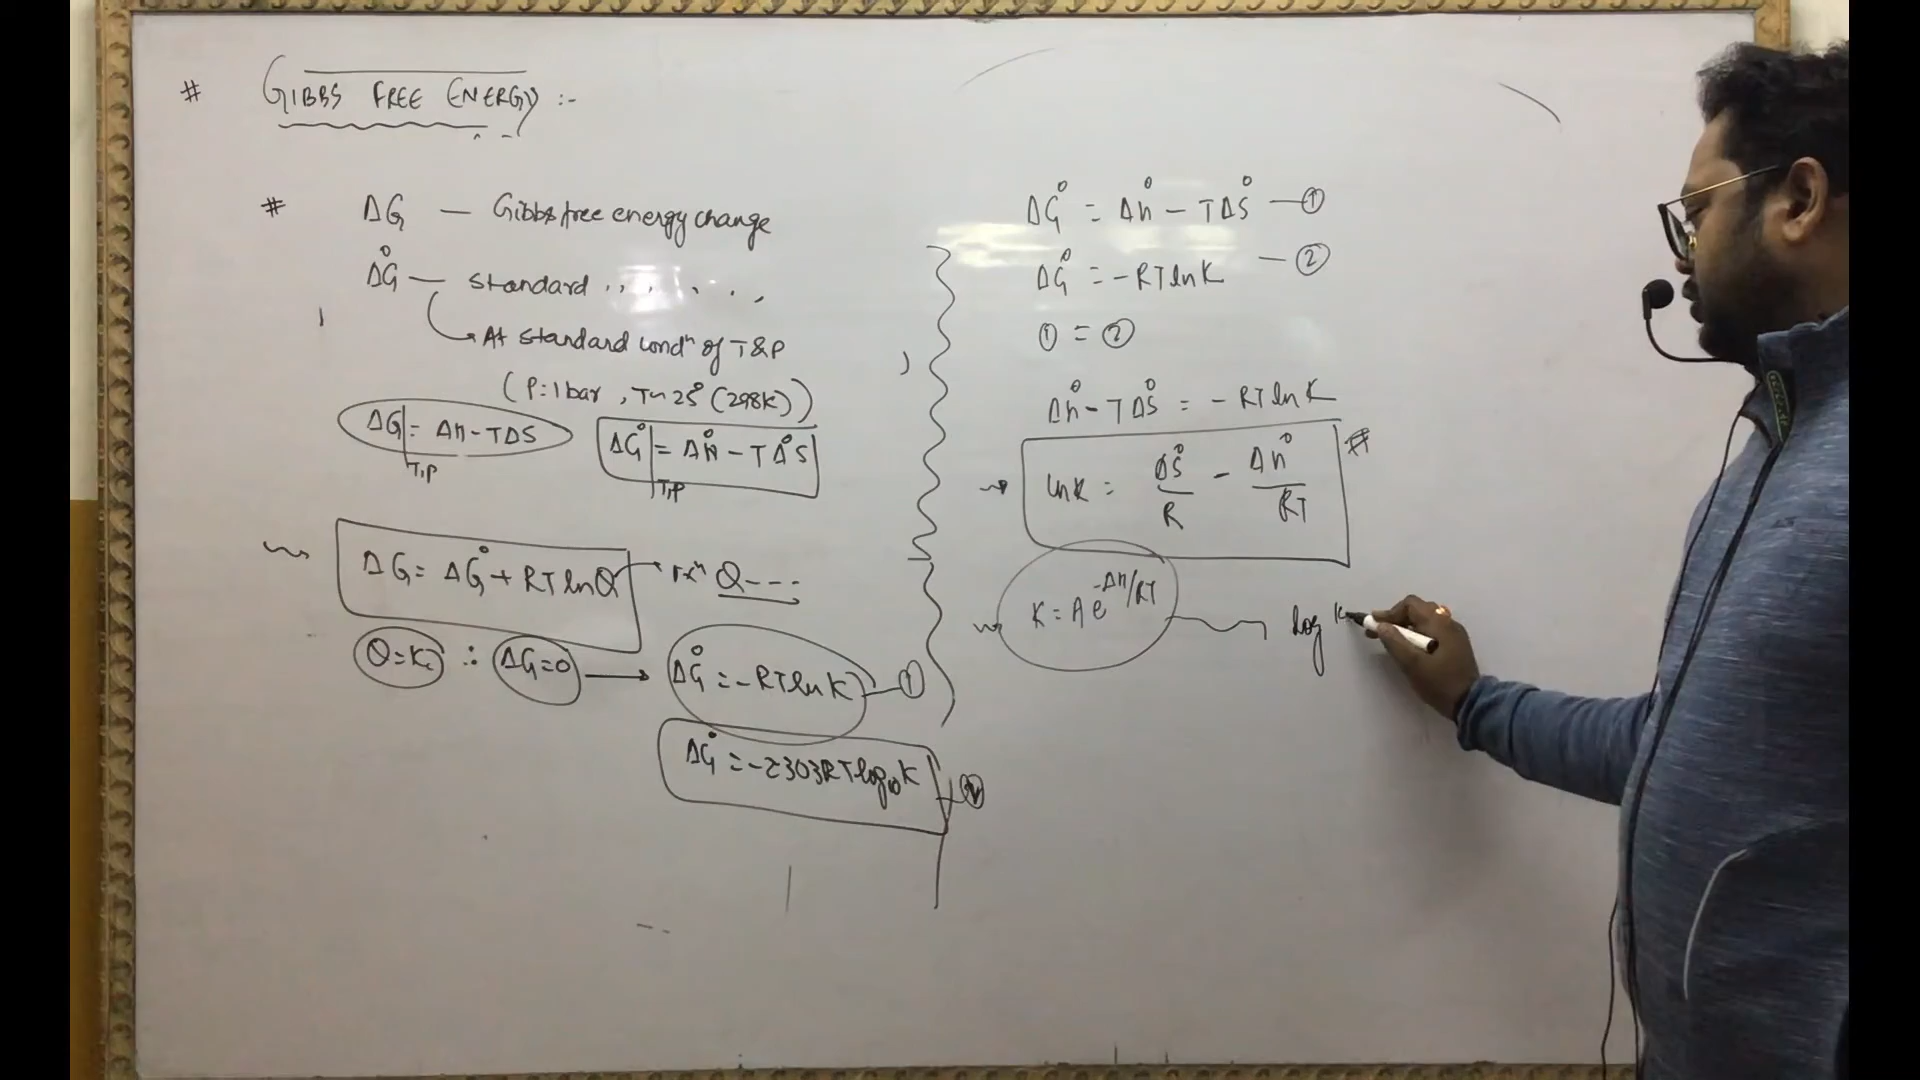 # GIBBS FREE ENERGY :-
# ΔG — Gibbs free energy change
ΔG° — Standard ,, , , , ,
→ At standard condⁿ of T&P
(P=1bar, T~25° (298K))
ΔG|T,P = ΔH - TΔS
ΔG°|T,P = ΔH° - TΔS°
ΔG = ΔG° + RT ln Q → rxⁿ Q---
Q=Kc ∴ ΔG=0 → ΔG° = -RT ln K — ①
ΔG° = -2303RT log₁₀ K — ②
ΔG° = ΔH° - TΔS° — ①
ΔG° = -RT ln K — ②
① = ②
ΔH° - TΔS° = - RT ln K
→ ln K = ΔS°/R - ΔH°/RT #
K = A e^-ΔH/RT log K